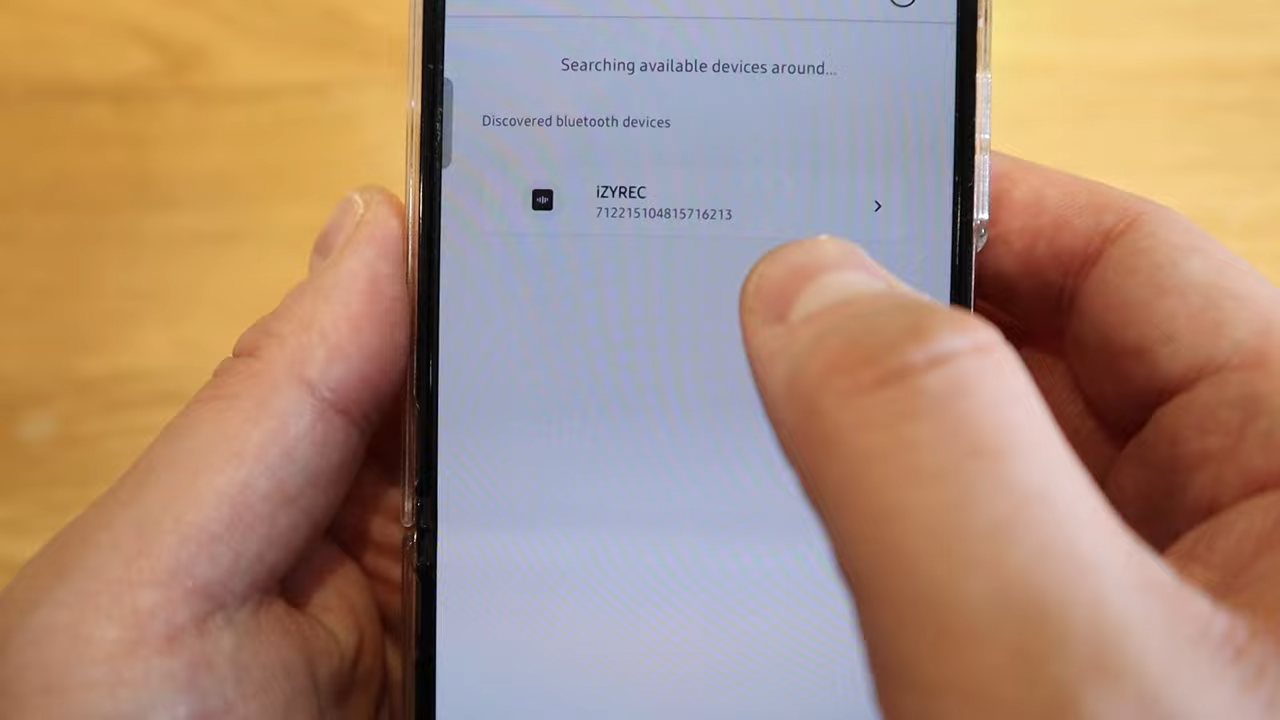 Searching available devices around...
Discovered bluetooth devices
iZYREC
712215104815716213